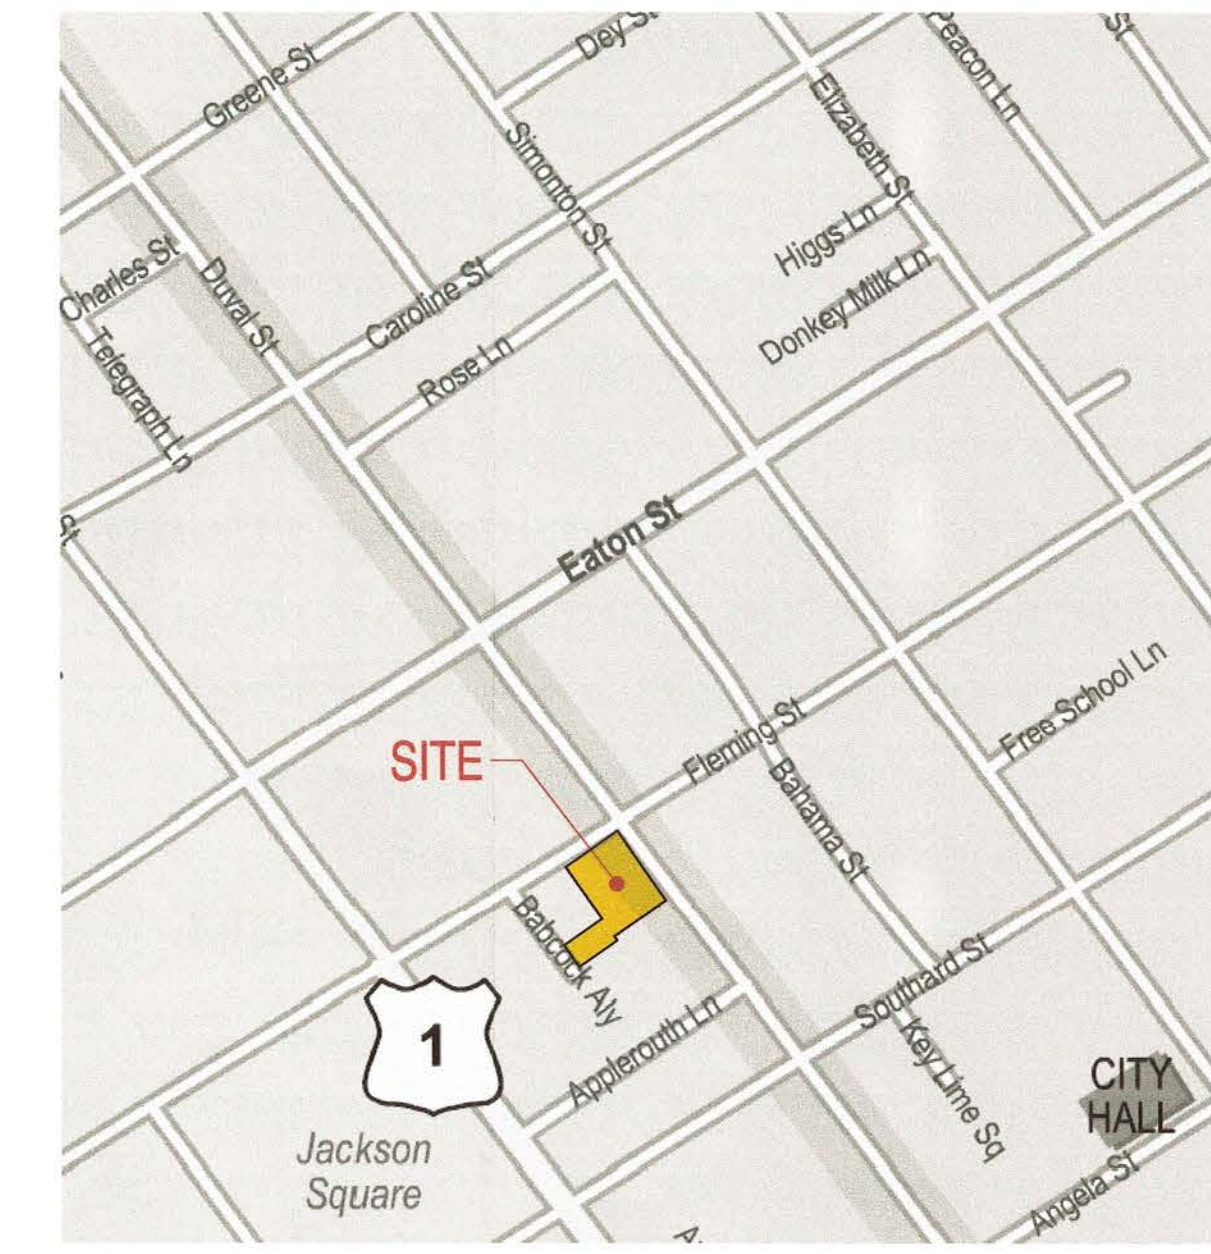 Dey St
Peacon Ln
St
Greene St
Elizabeth St
Simonton St
Higgs Ln
Charles St
Duval St
Caroline St
Donkey Milk Ln
Telegraph Ln
Rose Ln
St
Eaton St
Free School Ln
Fleming St
SITE
Bahama St
Babcock Aly
Southard St
Applerouth Ln
Key Lime Sq
1
CITY
HALL
Jackson
Square
Angela St